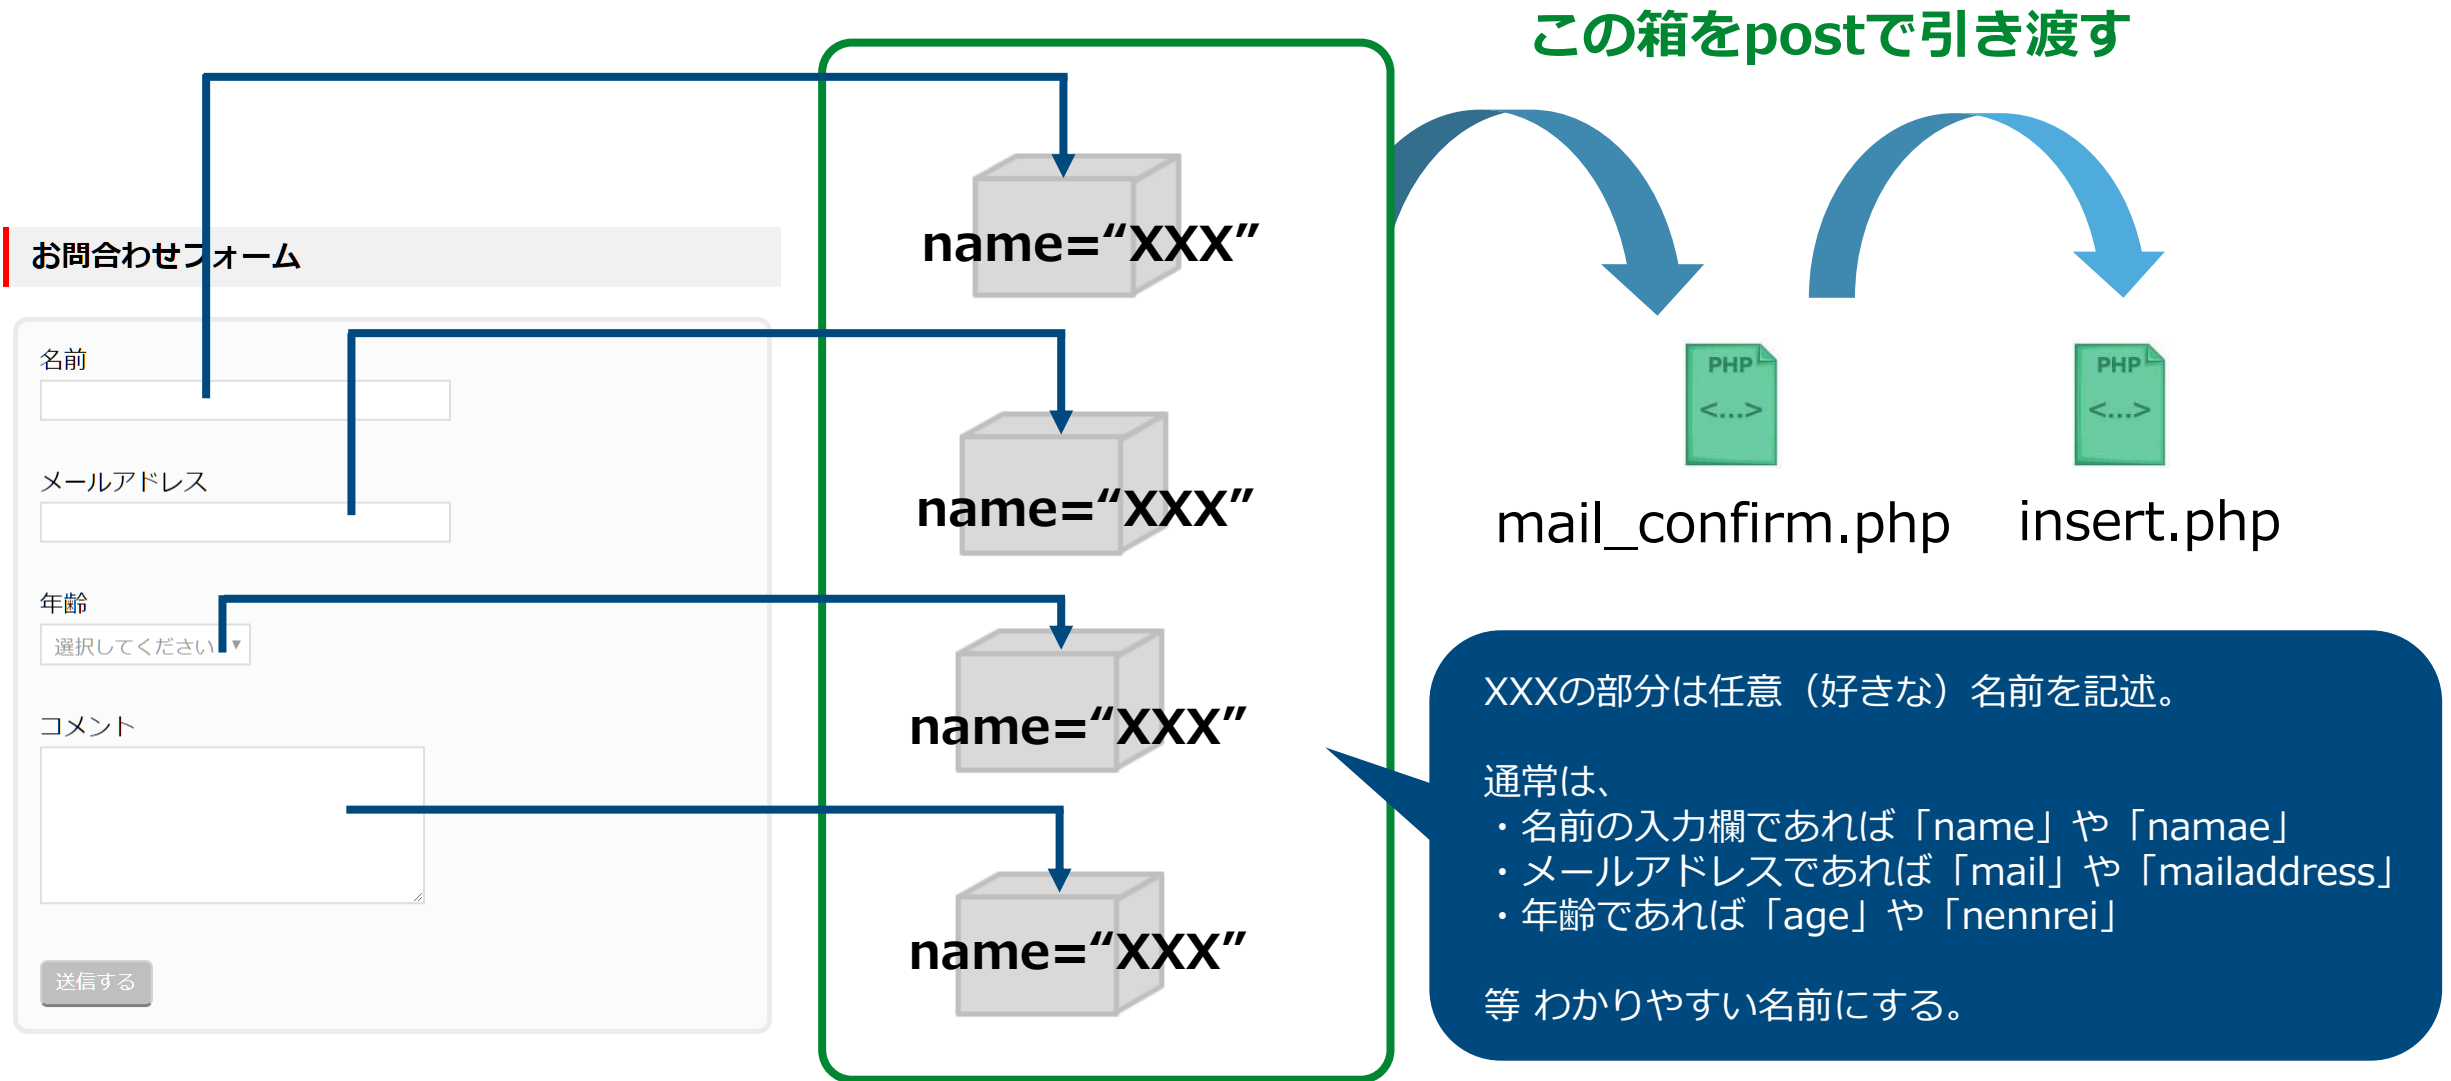 この箱をpostで引き渡す
お問合わせフォーム
名前
メールアドレス
年齢
選択してください ▼
コメント
送信する
name=“XXX”
name=“XXX”
name=“XXX”
name=“XXX”
PHP
<...>
mail_confirm.php
PHP
<...>
insert.php
XXXの部分は任意（好きな）名前を記述。
通常は、
・名前の入力欄であれば「name」や「namae」
・メールアドレスであれば「mail」や「mailaddress」
・年齢であれば「age」や「nennrei」
等 わかりやすい名前にする。